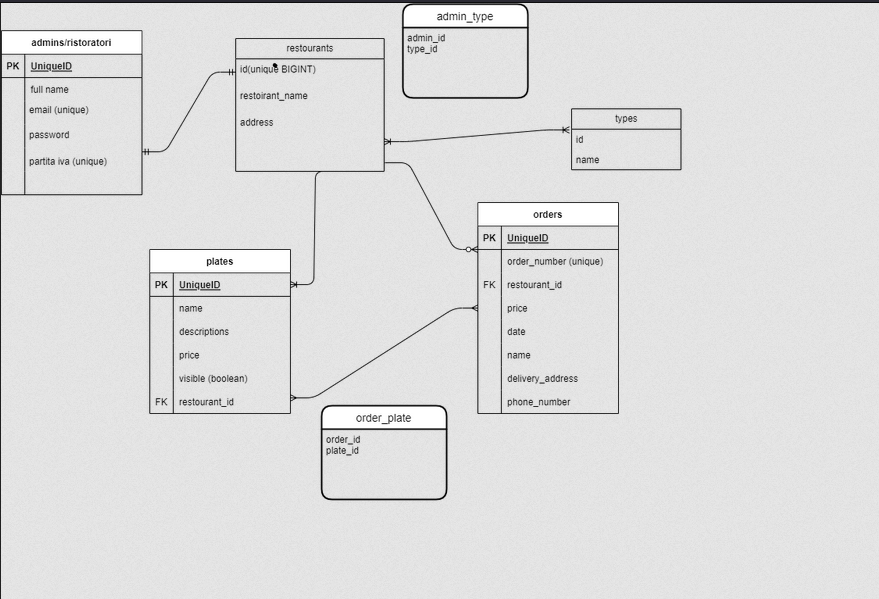 admin_type
admin_id
type_id
admins/ristoratori
PK UniqueID
full name
email (unique)
password
partita iva (unique)
restourants
id(unique BIGINT)
restoirant_name
address
types
id
name
orders
PK UniqueID
order_number (unique)
FK restourant_id
price
date
name
delivery_address
phone_number
plates
PK UniqueID
name
descriptions
price
visible (boolean)
FK restourant_id
order_plate
order_id
plate_id